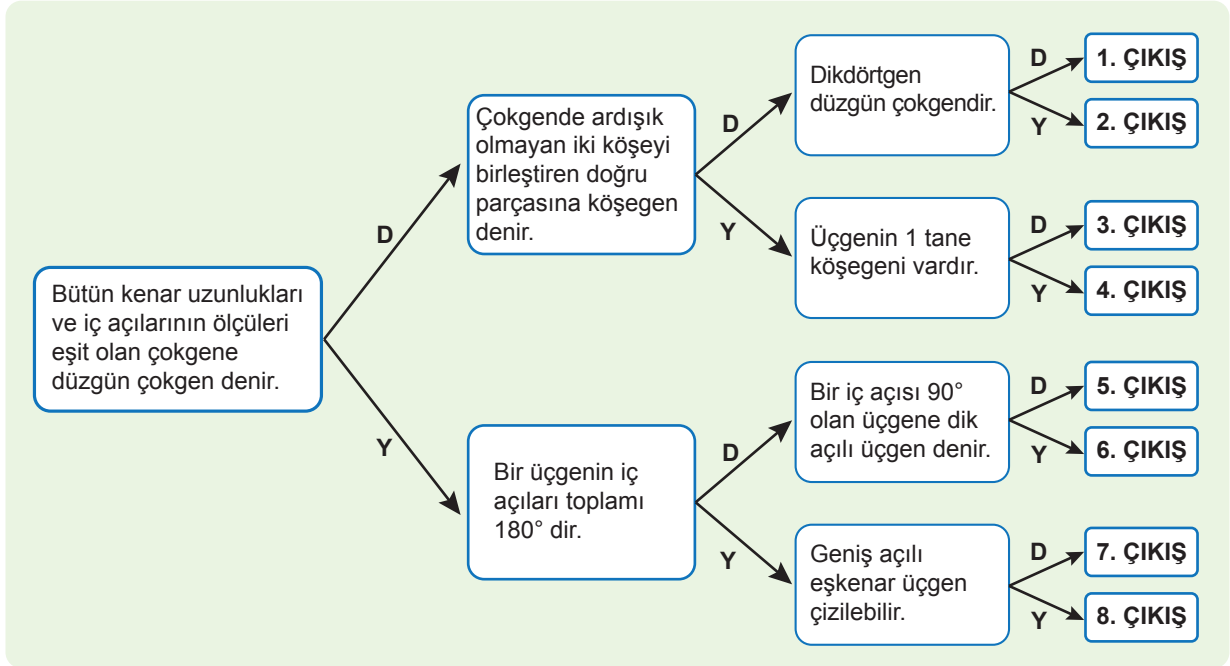 Bütün kenar uzunlukları
ve iç açılarının ölçüleri
eşit olan çokgene
düzgün çokgen denir.
D
Y
Çokgende ardışık
olmayan iki köşeyi
birleştiren doğru
parçasına köşegen
denir.
D
Y
Bir üçgenin iç
açıları toplamı
180° dir.
D
Y
Dikdörtgen
düzgün çokgendir.
D
Y
1. ÇIKIŞ
2. ÇIKIŞ
Üçgenin 1 tane
köşegeni vardır.
D
Y
3. ÇIKIŞ
4. ÇIKIŞ
Bir iç açısı 90°
olan üçgene dik
açılı üçgen denir.
D
Y
5. ÇIKIŞ
6. ÇIKIŞ
Geniş açılı
eşkenar üçgen
çizilebilir.
D
Y
7. ÇIKIŞ
8. ÇIKIŞ